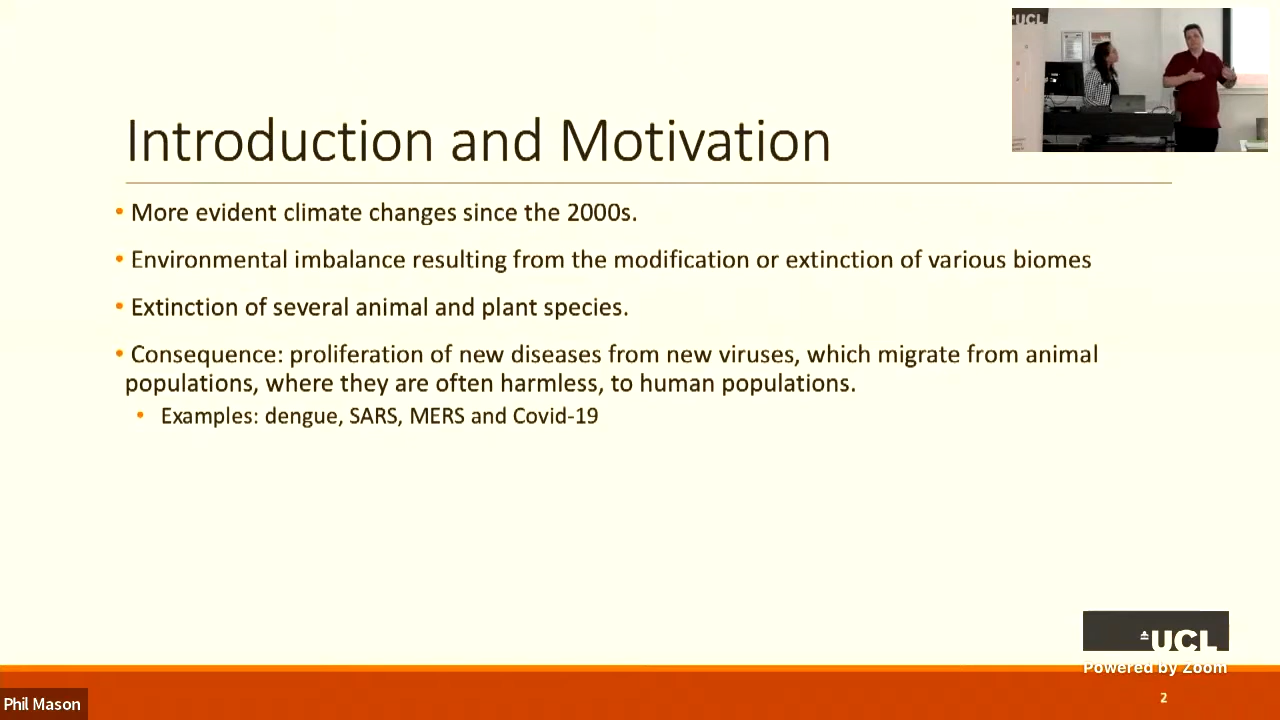 UCL
Introduction and Motivation
• More evident climate changes since the 2000s.
• Environmental imbalance resulting from the modification or extinction of various biomes
• Extinction of several animal and plant species.
• Consequence: proliferation of new diseases from new viruses, which migrate from animal
populations, where they are often harmless, to human populations.
• Examples: dengue, SARS, MERS and Covid-19
UCL
Powered by Zoom
2
Phil Mason